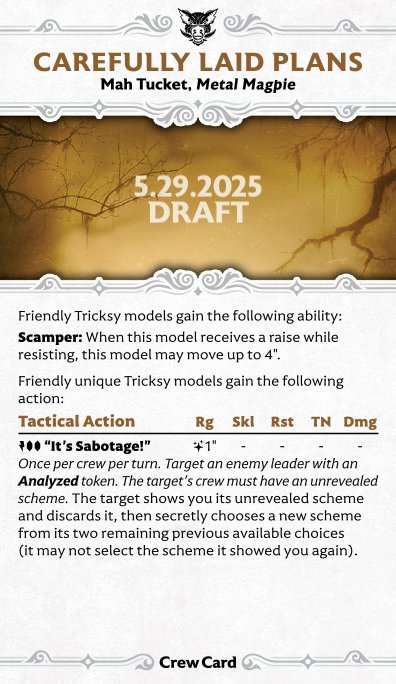 CAREFULLY LAID PLANS
Mah Tucket, Metal Magpie
5.29.2025
DRAFT
Friendly Tricksy models gain the following ability:
Scamper: When this model receives a raise while
resisting, this model may move up to 4".
Friendly unique Tricksy models gain the following
action:
Tactical Action Rg Skl Rst TN Dmg
“It’s Sabotage!” 1" - - - -
Once per crew per turn. Target an enemy leader with an
Analyzed token. The target’s crew must have an unrevealed
scheme. The target shows you its unrevealed scheme
and discards it, then secretly chooses a new scheme
from its two remaining previous available choices
(it may not select the scheme it showed you again).
Crew Card